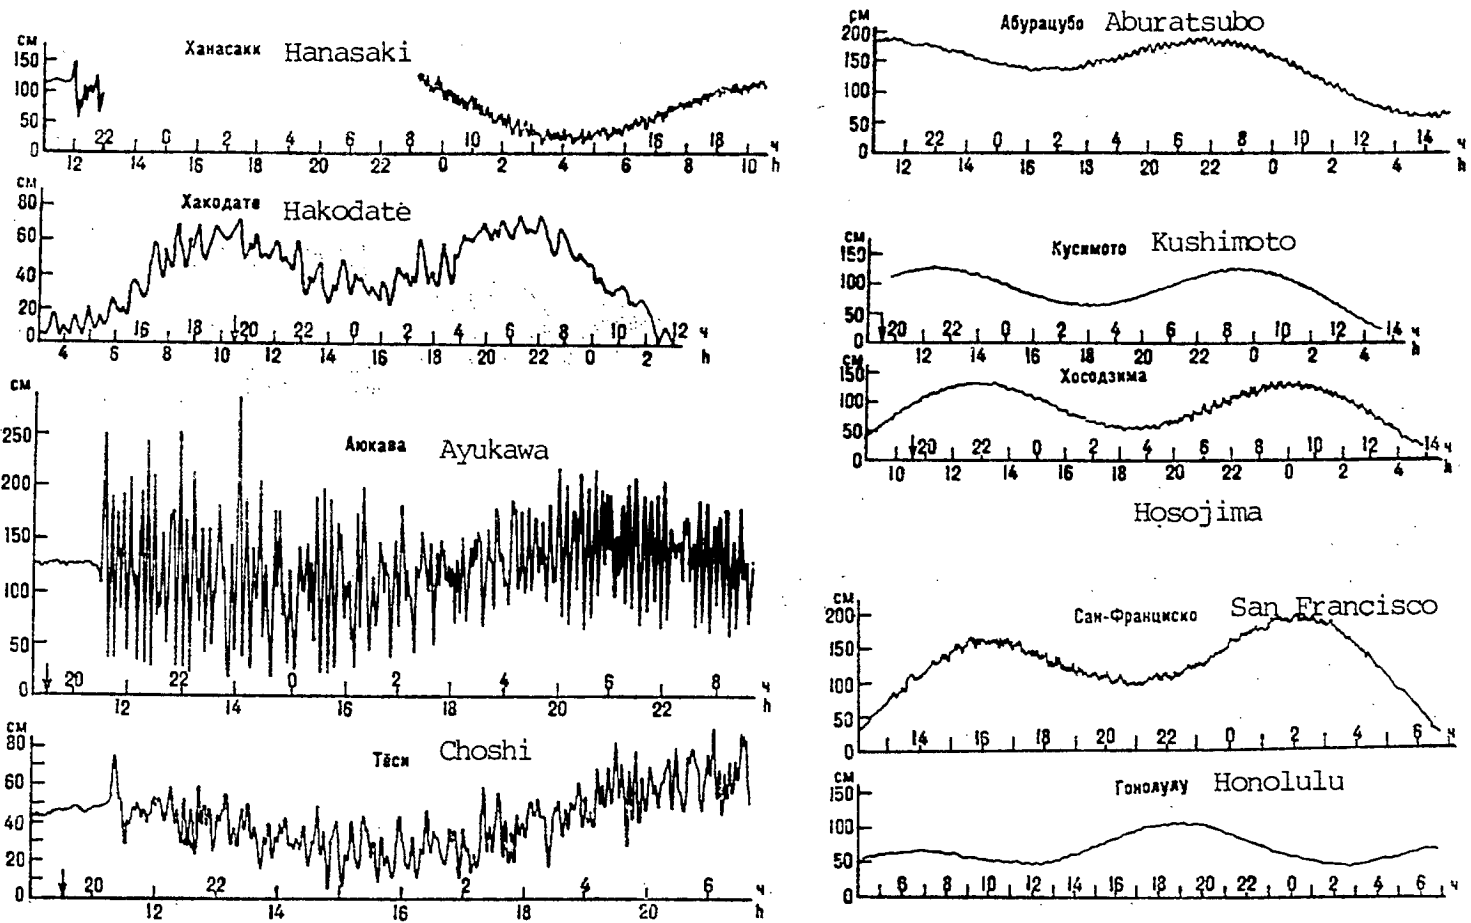 см
Ханасакк Hanasaki
150
100
50
0
22 0 2 4 6 8 10 16 18 ч
12 14 16 18 20 22 0 2 4 6 8 10 h
см
Хакодате Hakodate
80
60
40
20
0
16 18 20 22 0 2 4 6 8 10 12 ч
4 6 8 10 12 14 16 18 20 22 0 2 h
см
Аюкава Ayukawa
250
200
150
100
50
0
20 22 0 2 4 6 8 ч
12 14 16 18 20 22 h
см
Тёси Choshi
80
60
40
20
0
20 22 2 4 6 ч
12 14 16 18 20 h
см
Абурацубо Aburatsubo
200
150
100
50
0
22 0 2 4 6 8 10 12 14 ч
12 14 16 18 20 22 0 2 4 h
см
Кусимото Kushimoto
150
100
50
0
20 22 0 2 4 6 8 10 12 14 ч
12 14 16 18 20 22 0 2 4 h
см
Хосодзима
150
100
50
0
20 22 0 2 4 6 8 10 12 14 ч
10 12 14 16 18 20 22 0 2 4 h
Hosojima
см
Сан-Франциско San Francisco
200
150
100
50
0
14 16 18 20 22 0 2 4 6 ч
h
см
Гонолулу Honolulu
150
100
50
0
6 8 10 12 14 16 18 20 22 0 2 4 6 ч
h